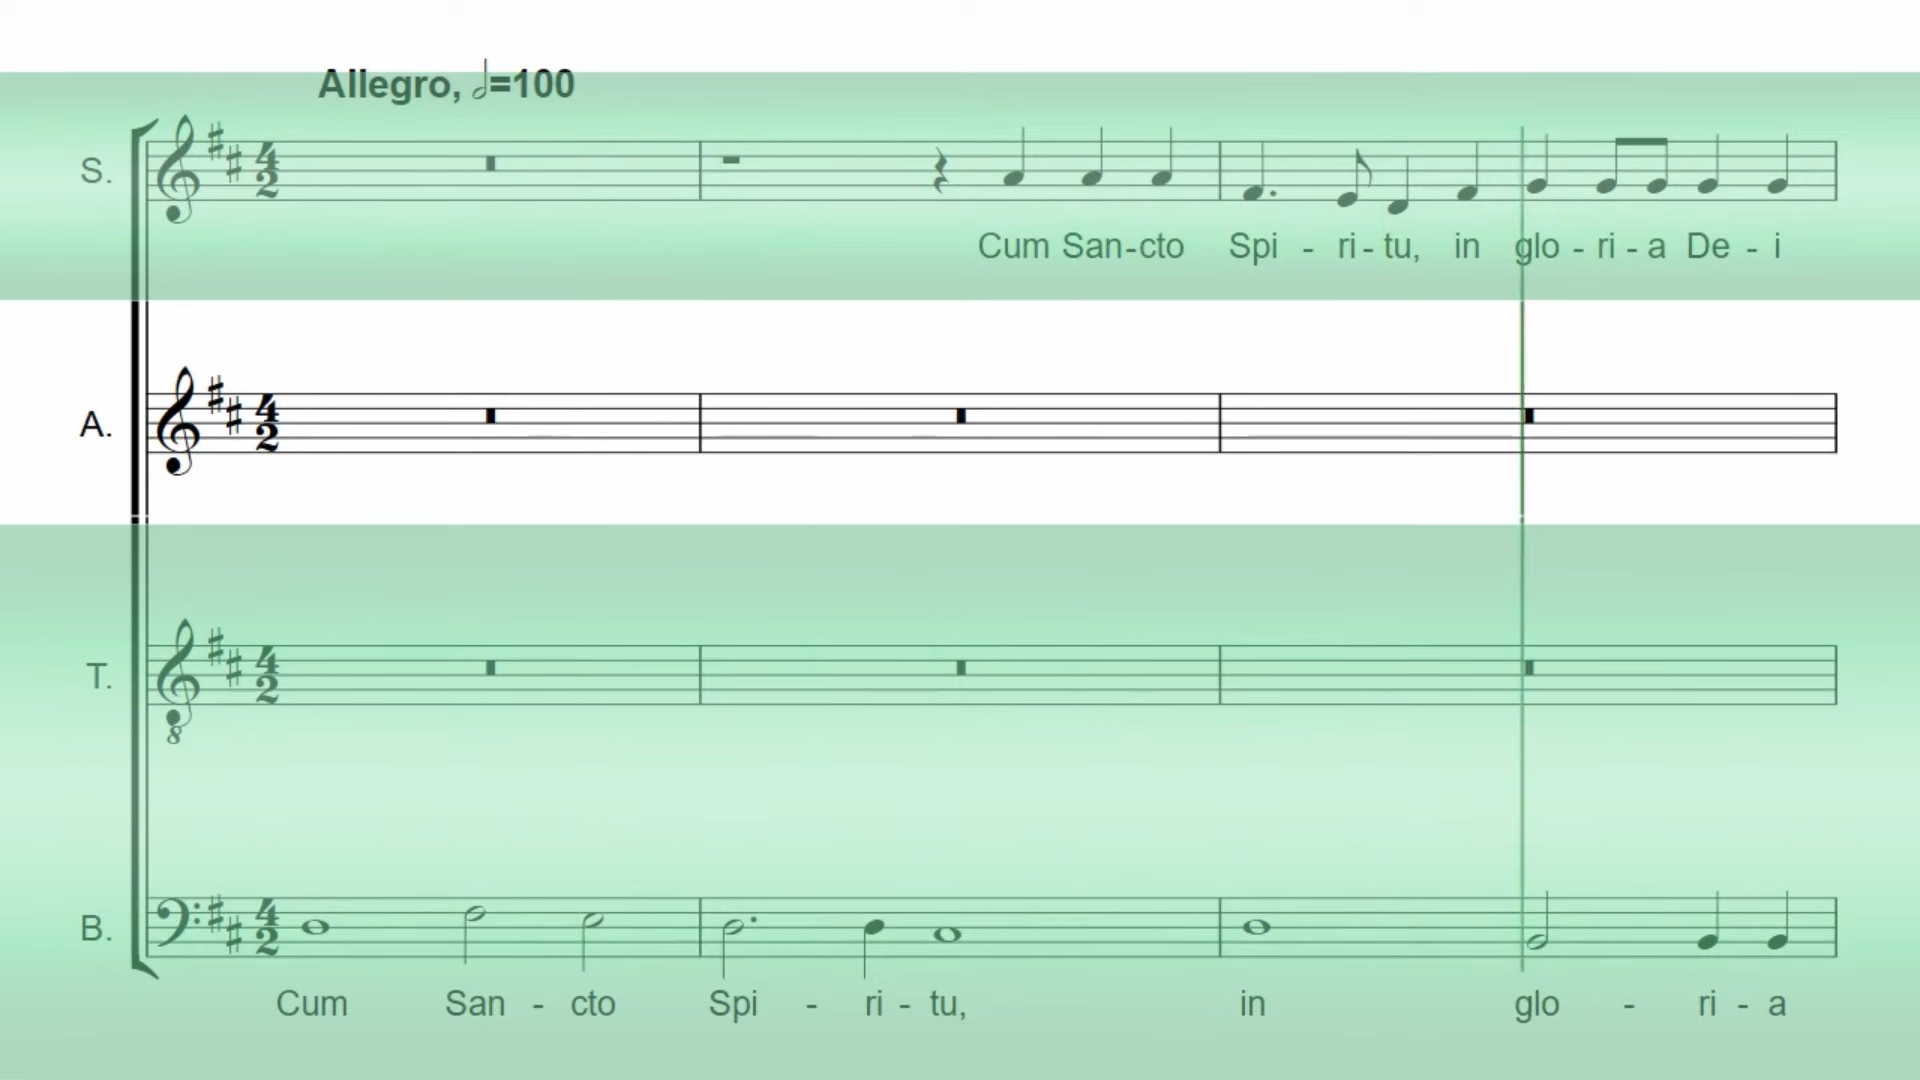 Allegro, 𝅗𝅥=100
S.
Cum San-cto Spi - ri-tu, in glo - ri - a De - i
A.
T.
8
B.
Cum San - cto Spi - ri - tu, in glo - ri - a